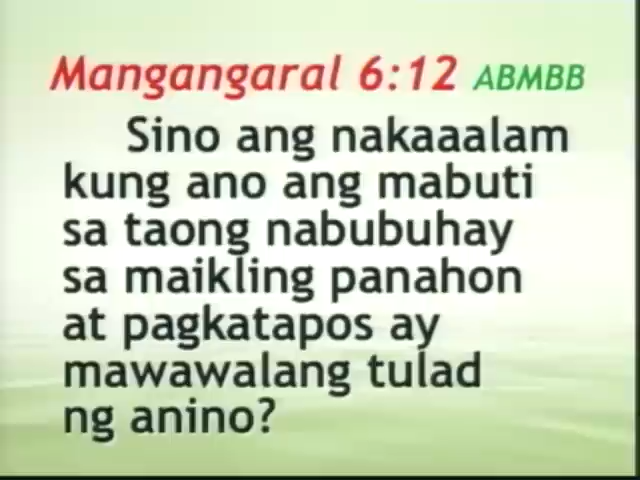 Mangangaral 6:12 ABMBB
Sino ang nakaaalam
kung ano ang mabuti
sa taong nabubuhay
sa maikling panahon
at pagkatapos ay
mawawalang tulad
ng anino?